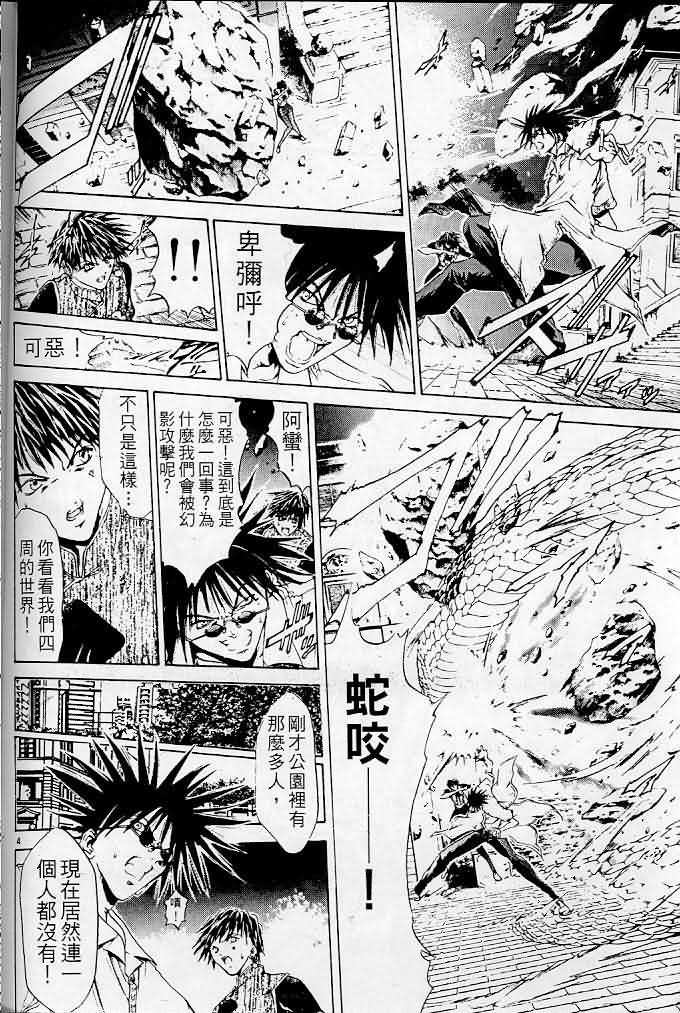 卑彌呼！
！！
可惡！
蛇咬——！
阿蠻！
可惡！這到底是
怎麼一回事？為
什麼我們會被幻
影攻擊呢？
不只是這樣…
你看看我們四
周的世界！
剛才公園裡有
那麼多人，
嘖！
現在居然連一
個人都沒有！
4